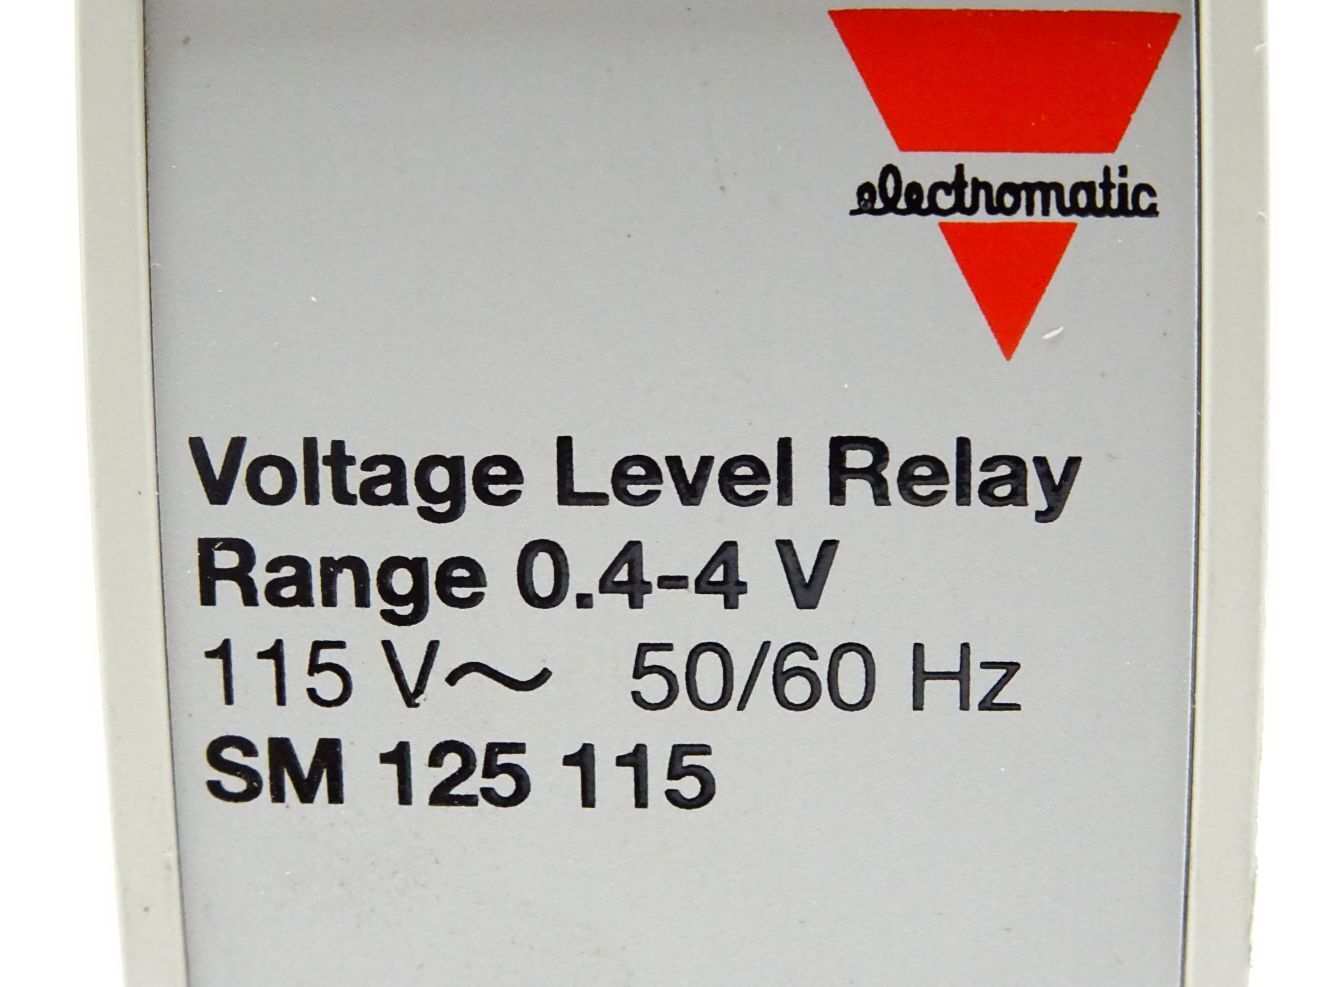 electromatic
Voltage Level Relay
Range 0.4-4 V
115 V~ 50/60 Hz
SM 125 115